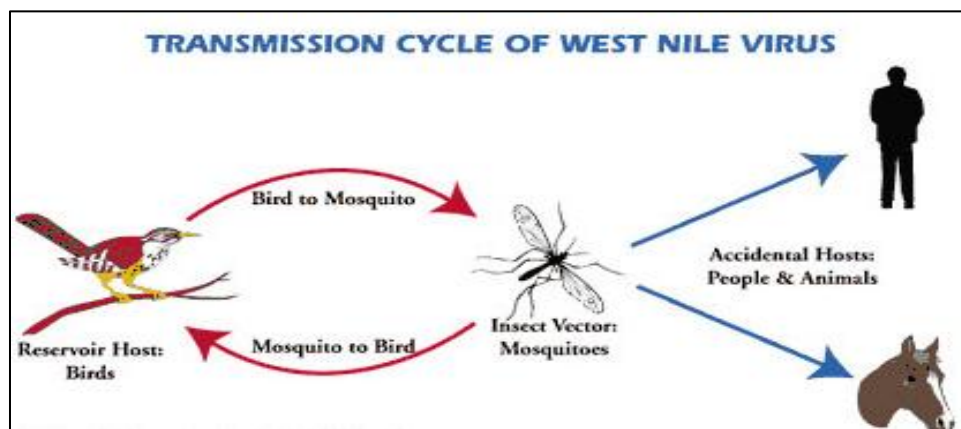 TRANSMISSION CYCLE OF WEST NILE VIRUS
Bird to Mosquito
Accidental Hosts:
People & Animals
Insect Vector:
Mosquitoes
Mosquito to Bird
Reservoir Host:
Birds